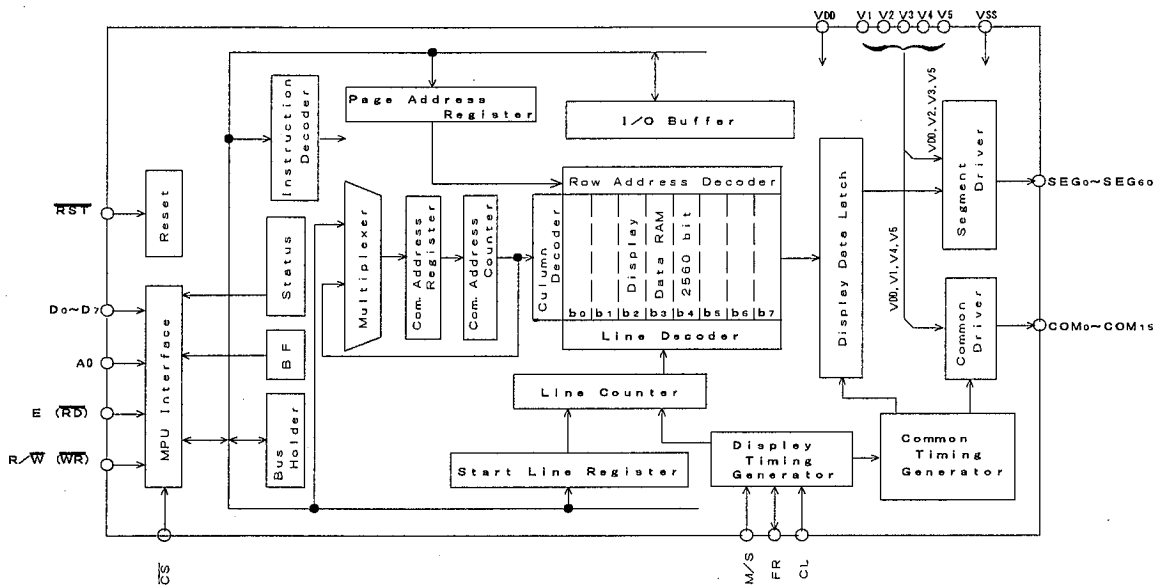 VDD
V1 V2 V3 V4 V5
VSS
Page Address
Register
I/O Buffer
Instruction
Decoder
VDD, V2, V3, V5
Segment
Driver
SEG0~SEG60
RST
Reset
Row Address Decoder
Multiplexer
Com. Address
Register
Com. Address
Counter
Culumn
Decoder
Display
Data RAM
2560 bit
b0 b1 b2 b3 b4 b5 b6 b7
Line Decoder
Display Data Latch
VDD, V1, V4, V5
Common
Driver
COM0~COM15
Status
D0~D7
BF
A0
MPU Interface
E (RD)
R/W (WR)
Bus
Holder
Line Counter
Start Line Register
Display
Timing
Generator
Common
Timing
Generator
CS
M/S
FR
CL